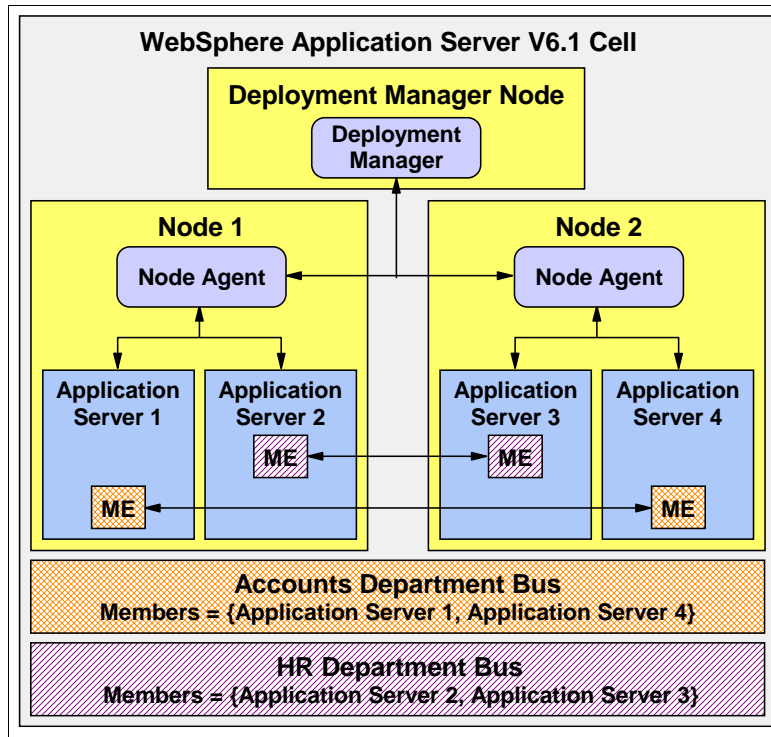 WebSphere Application Server V6.1 Cell
Deployment Manager Node
Deployment
Manager
Node 1
Node Agent
Application
Server 1
ME
Application
Server 2
ME
Node 2
Node Agent
Application
Server 3
ME
Application
Server 4
ME
Accounts Department Bus
Members = {Application Server 1, Application Server 4}
HR Department Bus
Members = {Application Server 2, Application Server 3}